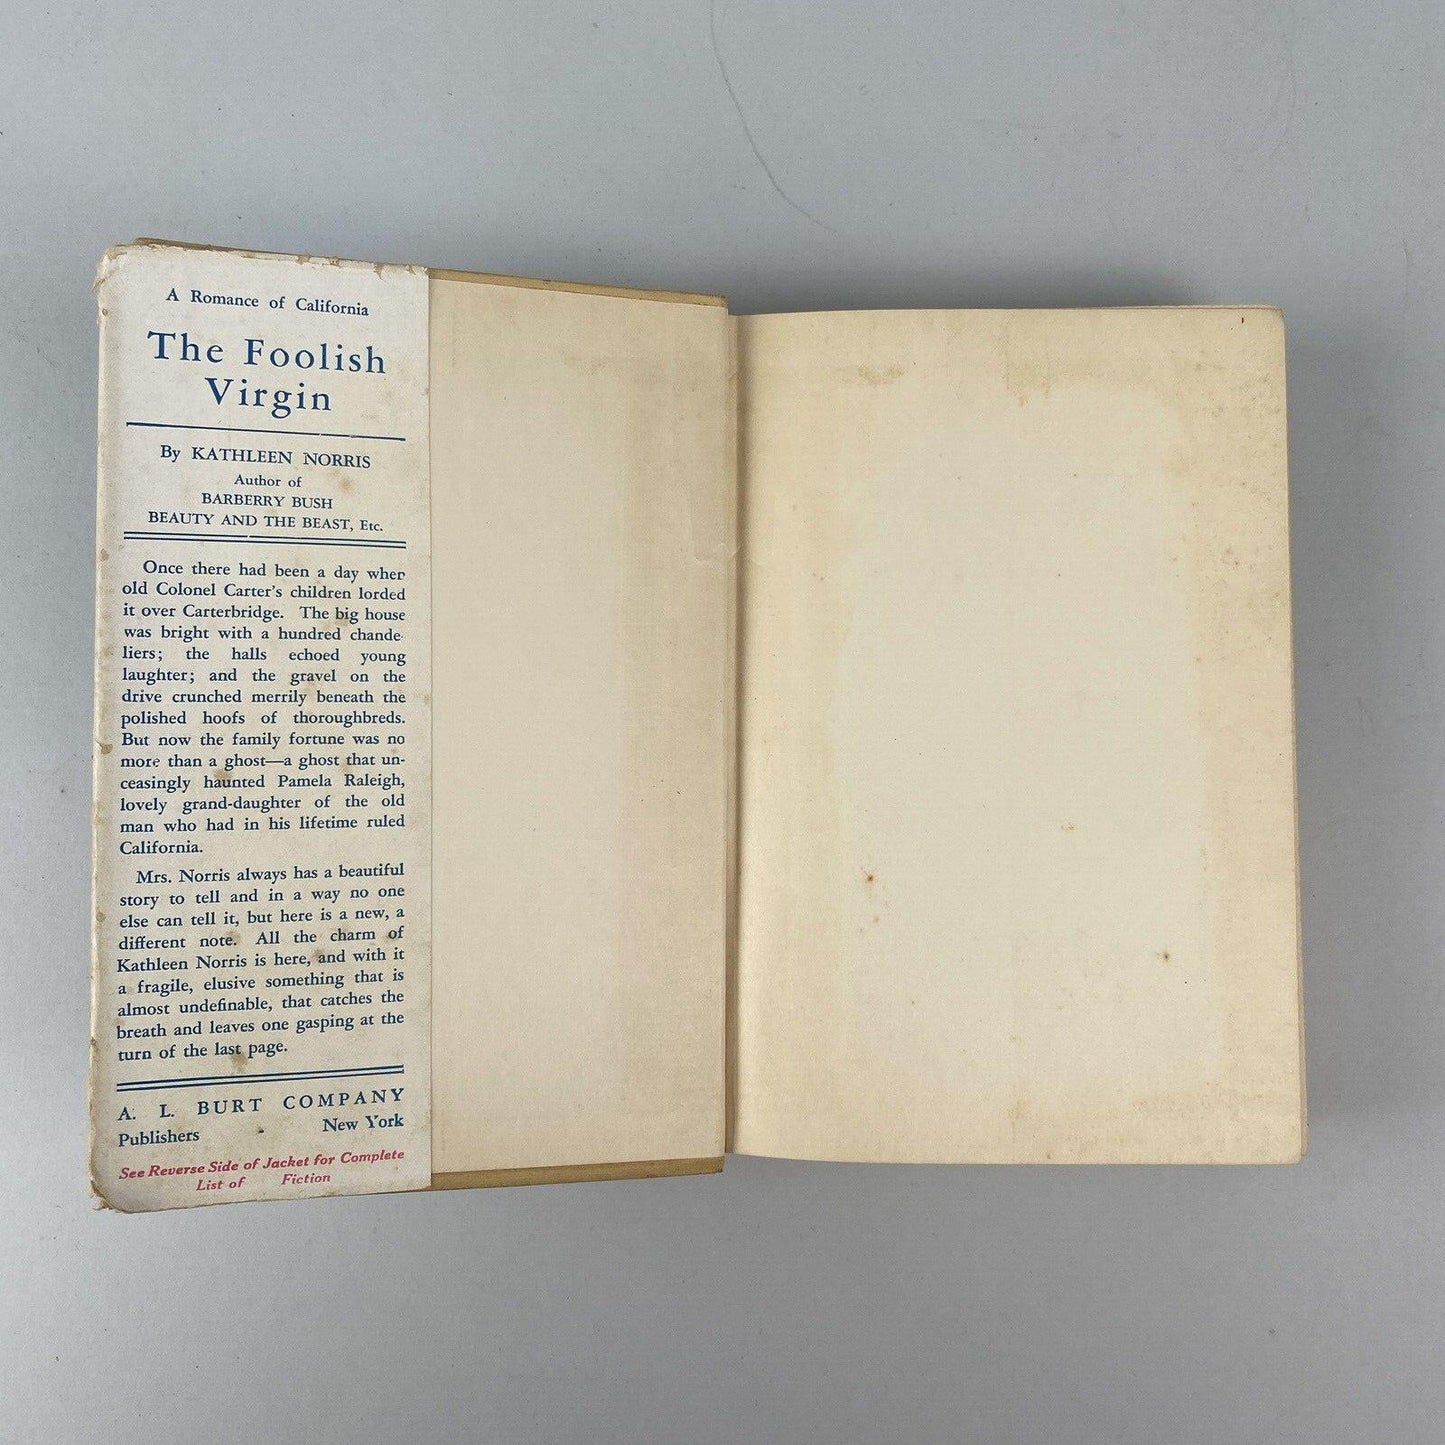 A Romance of California
The Foolish
Virgin
By KATHLEEN NORRIS
Author of
BARBERRY BUSH
BEAUTY AND THE BEAST, Etc.
Once there had been a day when
old Colonel Carter's children lorded
it over Carterbridge. The big house
was bright with a hundred chande-
liers; the halls echoed young
laughter; and the gravel on the
drive crunched merrily beneath the
polished hoofs of thoroughbreds.
But now the family fortune was no
more than a ghost—a ghost that un-
ceasingly haunted Pamela Raleigh,
lovely grand-daughter of the old
man who had in his lifetime ruled
California.
Mrs. Norris always has a beautiful
story to tell and in a way no one
else can tell it, but here is a new, a
different note. All the charm of
Kathleen Norris is here, and with it
a fragile, elusive something that is
almost undefinable, that catches the
breath and leaves one gasping at the
turn of the last page.
A. L. BURT COMPANY
Publishers New York
See Reverse Side of Jacket for Complete
List of Fiction